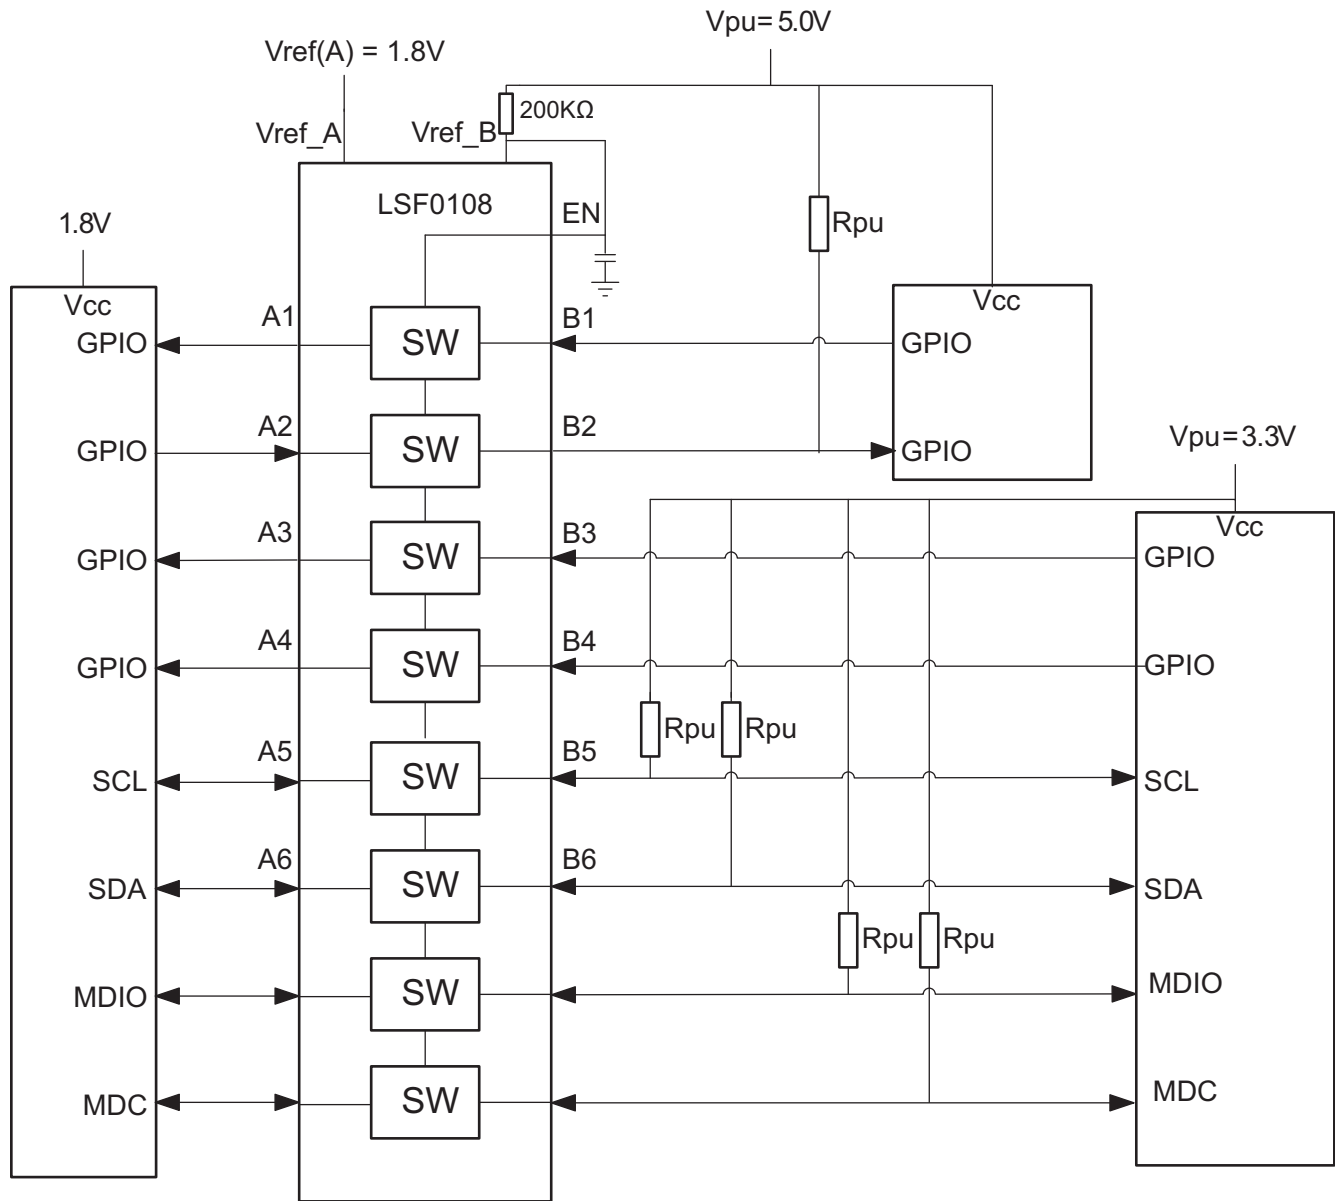 Vpu= 5.0V
Vref(A) = 1.8V
200KΩ
Vref_A
Vref_B
LSF0108
EN
1.8V
Rpu
Vcc
GPIO
A1
SW
B1
Vcc
GPIO
GPIO
A2
SW
B2
GPIO
Vpu=3.3V
Vcc
GPIO
A3
SW
B3
GPIO
GPIO
A4
SW
B4
GPIO
Rpu
Rpu
SCL
A5
SW
B5
SCL
SDA
A6
SW
B6
SDA
Rpu
Rpu
MDIO
SW
MDIO
MDC
SW
MDC